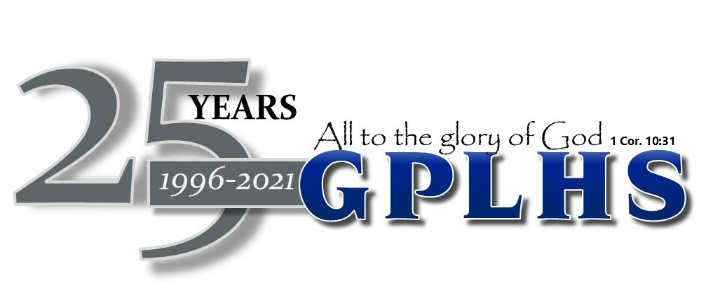 25
YEARS
1996-2021
All to the glory of God 1 Cor. 10:31
GPLHS